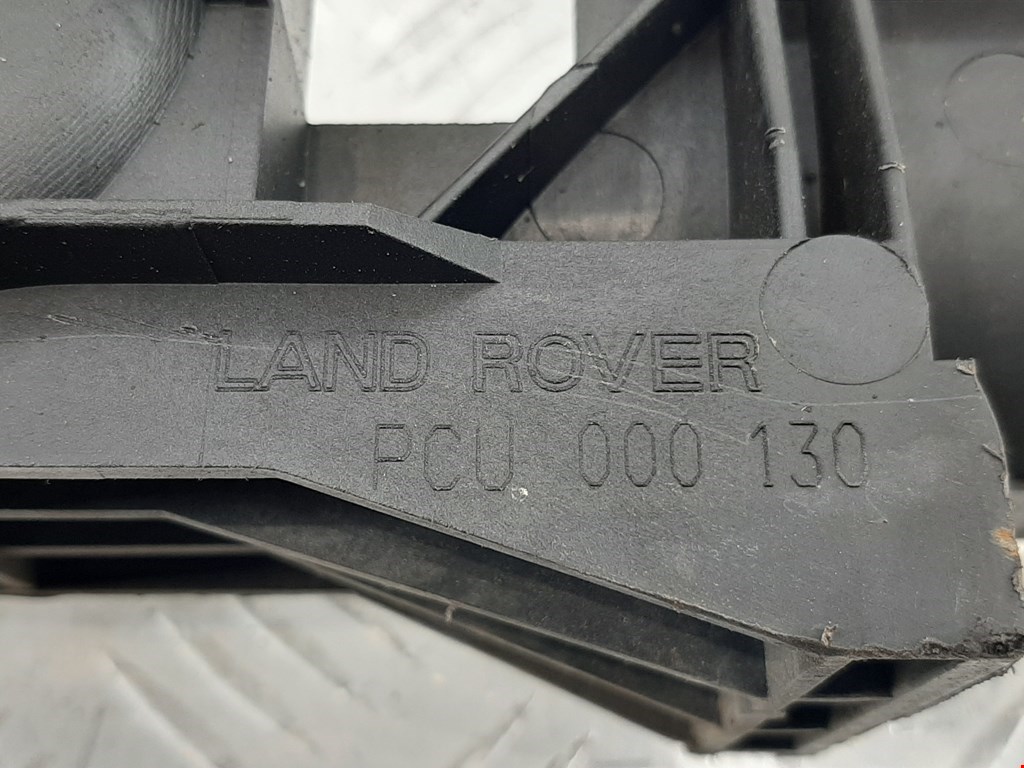 LAND ROVER
PCU 000 130